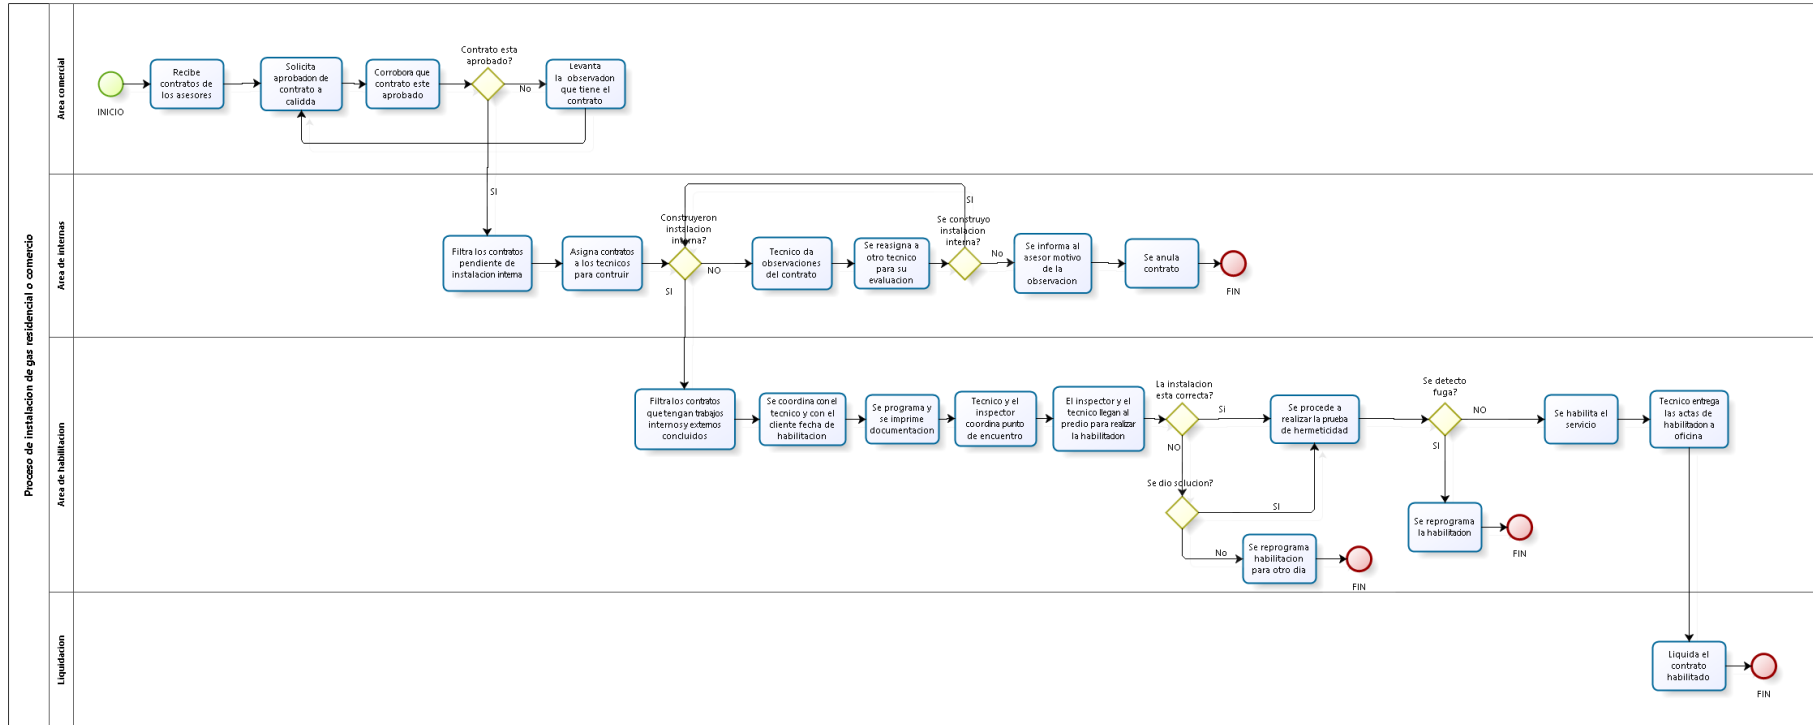 Proceso de instalacion de gas residencial o comercio
Area comercial
INICIO
Recibe
contratos de
los asesores
Solicita
aprobacion de
contrato a
calidda
Corrobora que
contrato este
aprobado
Contrato esta
aprobado?
No
Levanta
la observacion
que tiene el
contrato
SI
Area de internas
Filtra los contratos
pendiente de
instalacion interna
Asigna contratos
a los tecnicos
para contruir
Construyeron
instalacion
interna?
NO
SI
Tecnico da
observaciones
del contrato
Se reasigna a
otro tecnico
para su
evaluacion
Se construyo
instalacion
interna?
SI
No
Se informa al
asesor motivo
de la
observacion
Se anula
contrato
FIN
Area de habilitacion
Filtra los contratos
que tengan trabajos
internos y externos
concluidos
Se coordina con el
tecnico y con el
cliente fecha de
habilitacion
Se programa y
se imprime
documentacion
Tecnico y el
inspector
coordina punto
de encuentro
El inspector y el
tecnico llegan al
predio para realizar
la habilitacion
La instalacion
esta correcta?
Si
NO
Se dio solucion?
SI
No
Se reprograma
habilitacion
para otro dia
FIN
Se procede a
realizar la prueba
de hermeticidad
Se detecto
fuga?
NO
SI
Se reprograma
la habilitacion
FIN
Se habilita el
servicio
Tecnico entrega
las actas de
habilitacion a
oficina
Liquidacion
Liquida el
contrato
habilitado
FIN